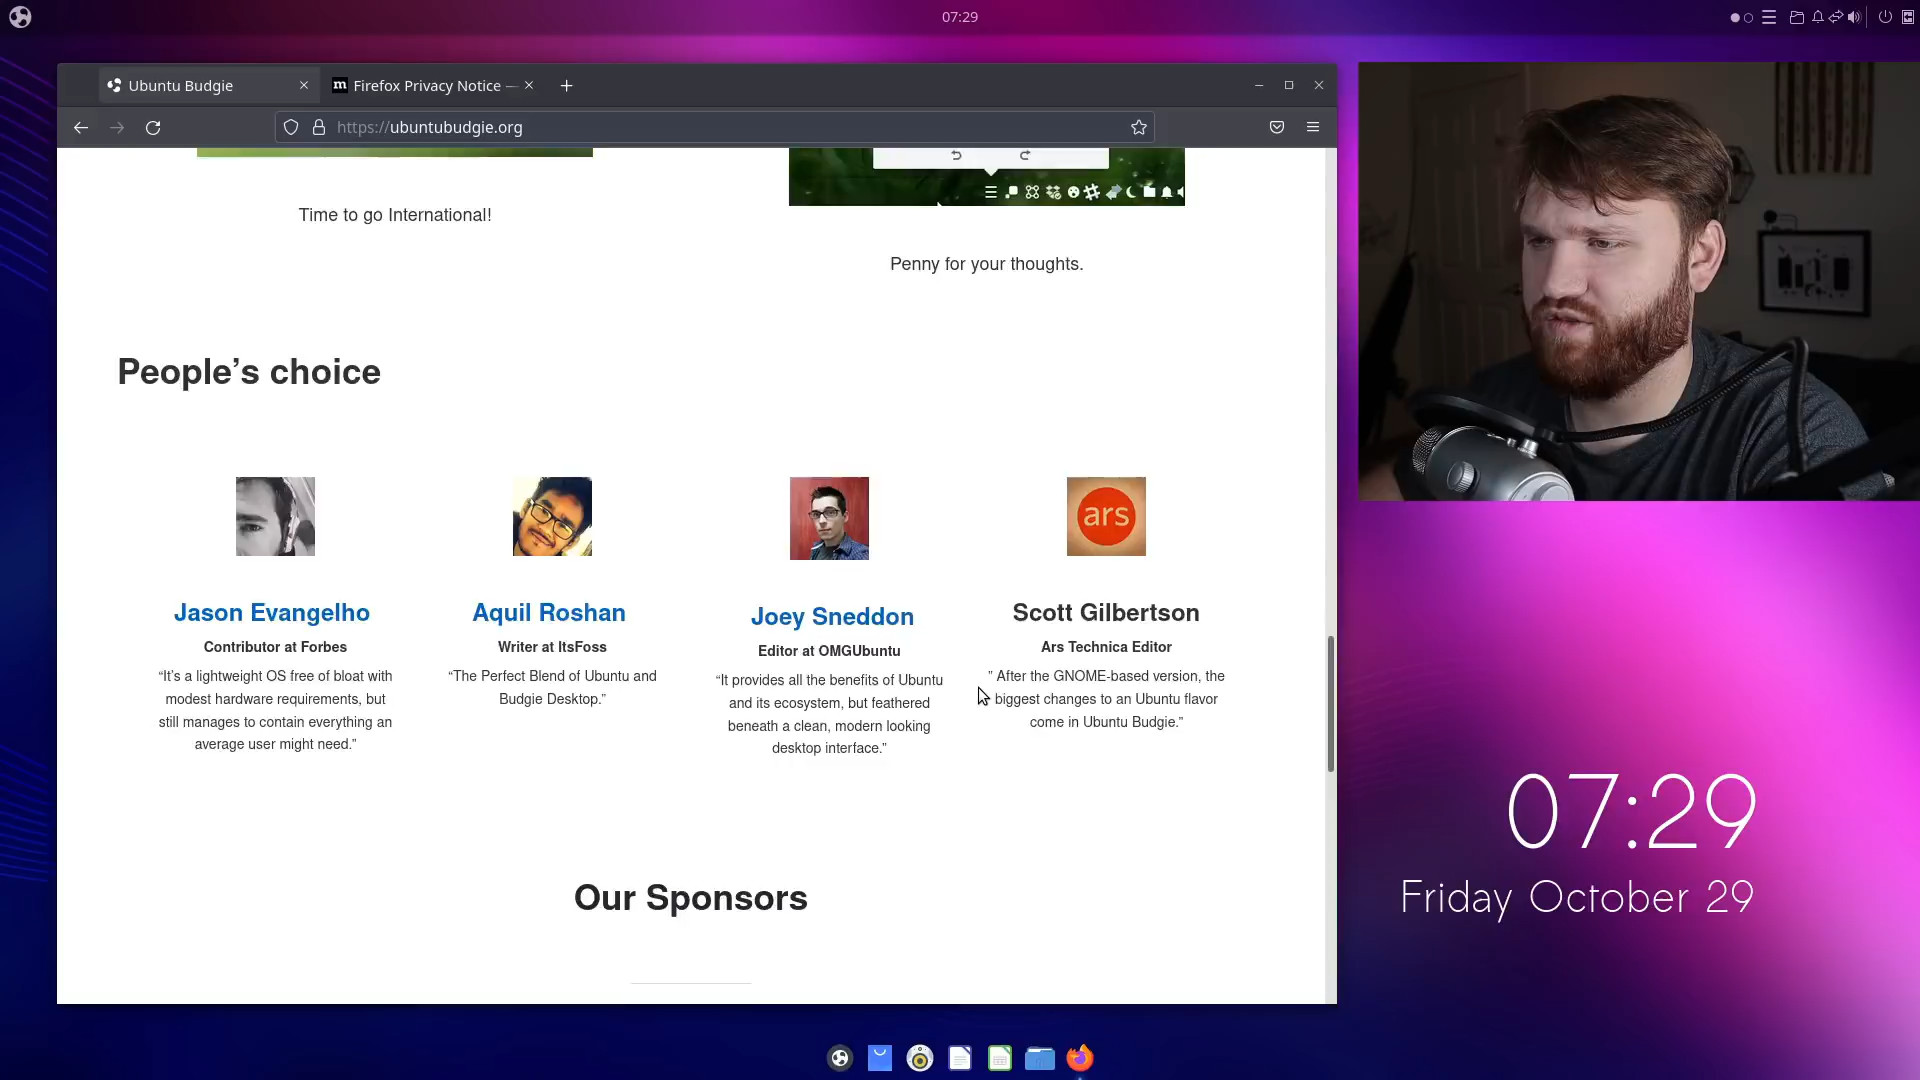 07:29
Ubuntu Budgie
m Firefox Privacy Notice —
https://ubuntubudgie.org
Time to go International!
Penny for your thoughts.
People’s choice
ars
Jason Evangelho
Contributor at Forbes
“It’s a lightweight OS free of bloat with
modest hardware requirements, but
still manages to contain everything an
average user might need.”
Aquil Roshan
Writer at ItsFoss
“The Perfect Blend of Ubuntu and
Budgie Desktop.”
Joey Sneddon
Editor at OMGUbuntu
“It provides all the benefits of Ubuntu
and its ecosystem, but feathered
beneath a clean, modern looking
desktop interface.”
Scott Gilbertson
Ars Technica Editor
” After the GNOME-based version, the
biggest changes to an Ubuntu flavor
come in Ubuntu Budgie.”
Our Sponsors
07:29
Friday October 29